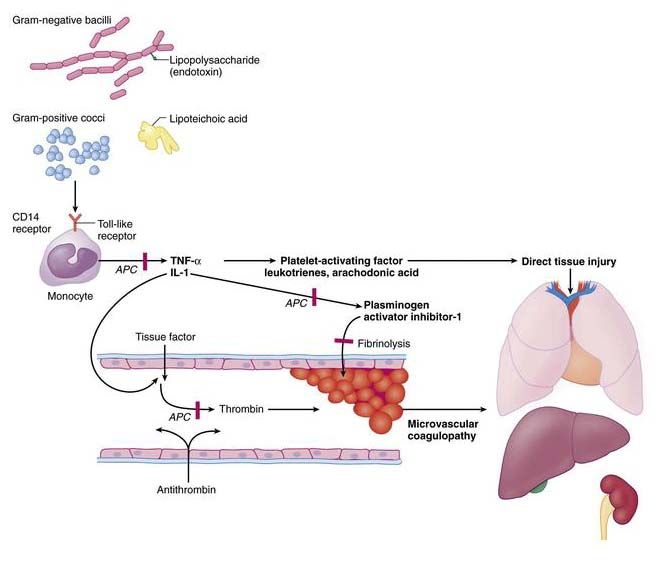 Gram-negative bacilli
Lipopolysaccharide
(endotoxin)
Gram-positive cocci
Lipoteichoic acid
CD14
receptor
Toll-like
receptor
Monocyte
APC
TNF-α
IL-1
Platelet-activating factor
leukotrienes, arachodonic acid
Direct tissue injury
APC
Plasminogen
activator inhibitor-1
Tissue factor
Fibrinolysis
APC
Thrombin
Microvascular
coagulopathy
Antithrombin